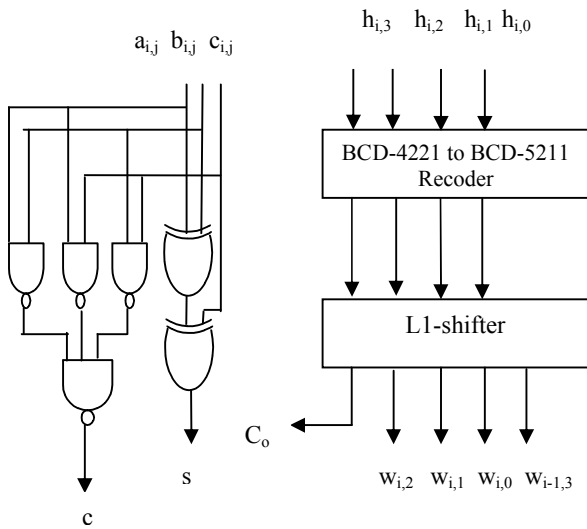 a_{i,j} b_{i,j} c_{i,j}
h_{i,3} h_{i,2} h_{i,1} h_{i,0}
BCD-4221 to BCD-5211
Recoder
L1-shifter
C_o
s
c
w_{i,2} w_{i,1} w_{i,0} w_{i-1,3}